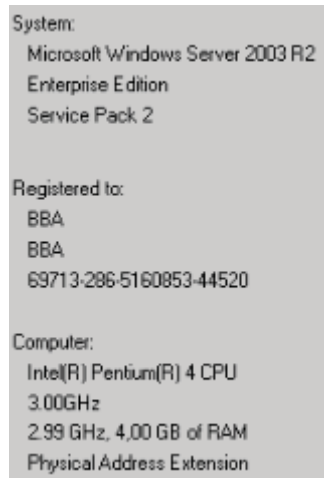 System:
Microsoft Windows Server 2003 R2
Enterprise Edition
Service Pack 2
Registered to:
BBA
BBA
69713-286-5160853-44520
Computer:
Intel(R) Pentium(R) 4 CPU
3.00GHz
2.99 GHz, 4,00 GB of RAM
Physical Address Extension